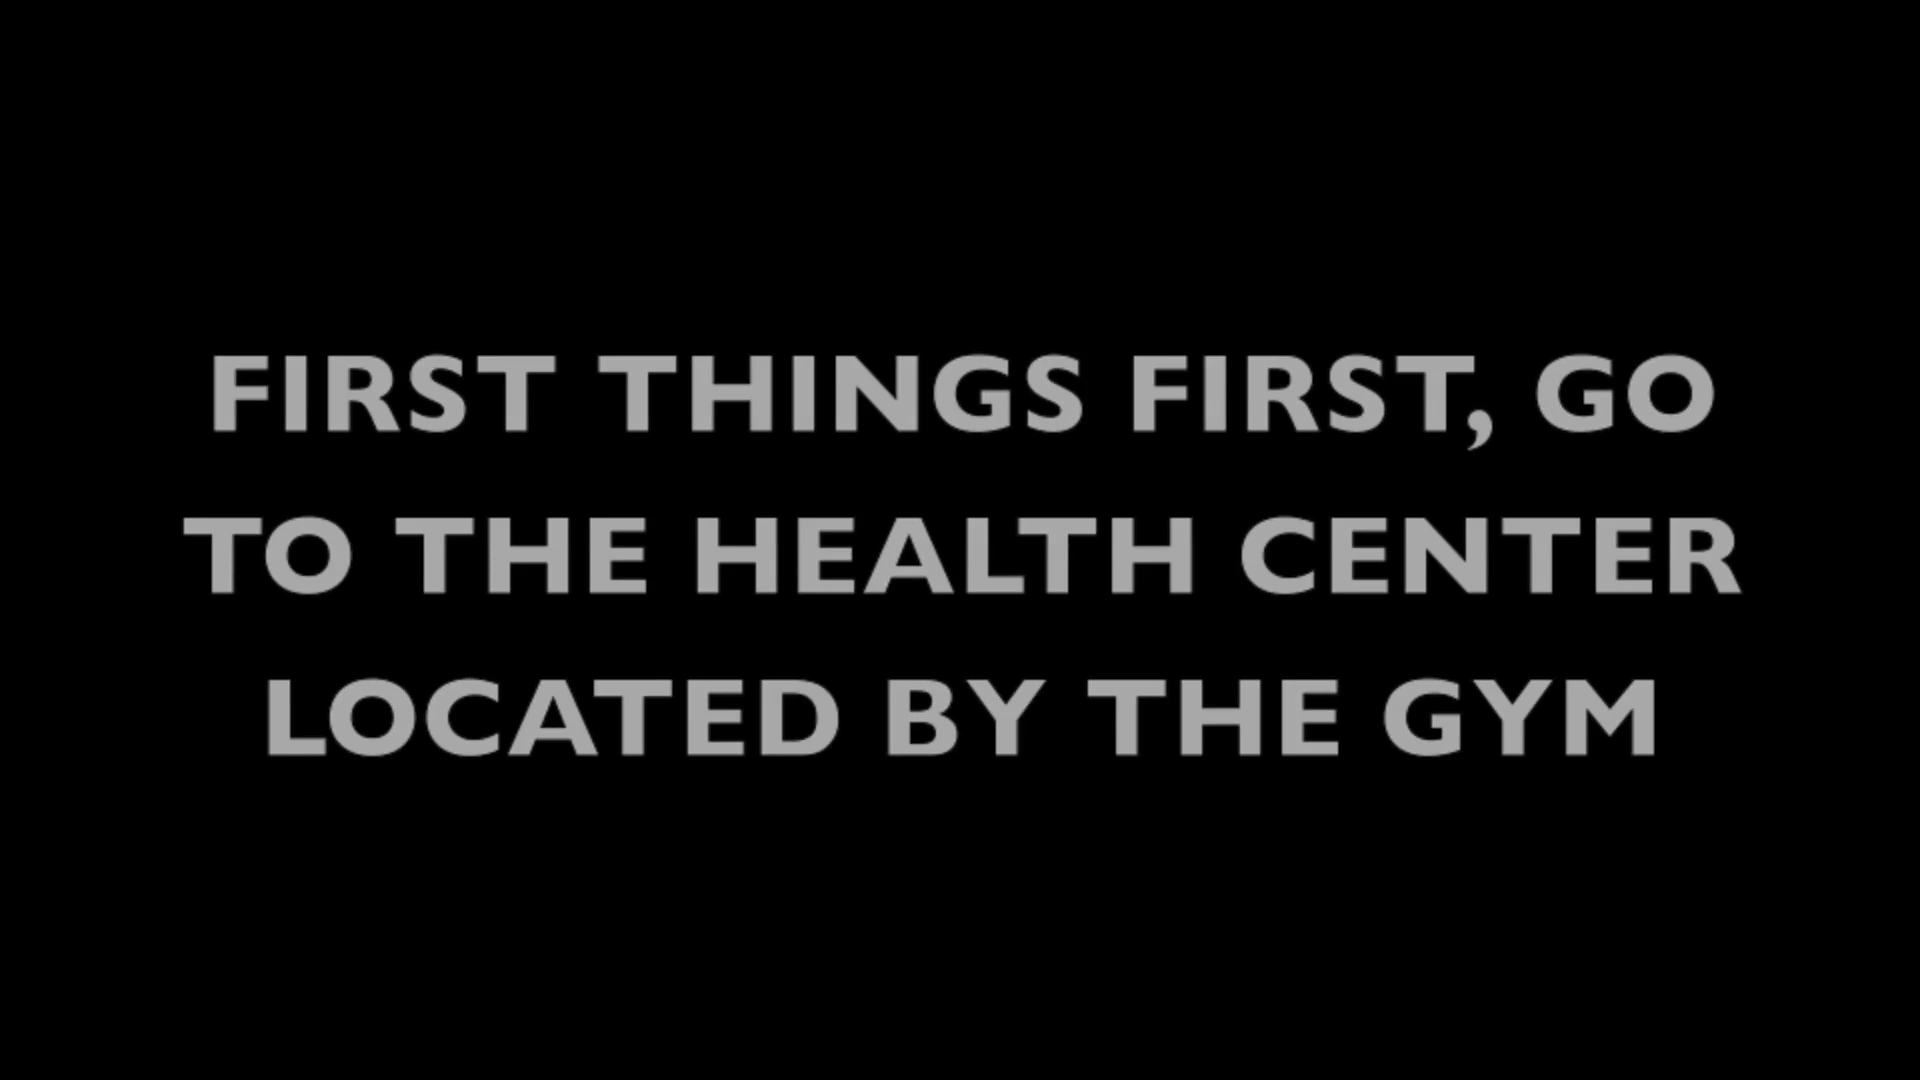 FIRST THINGS FIRST, GO
TO THE HEALTH CENTER
LOCATED BY THE GYM